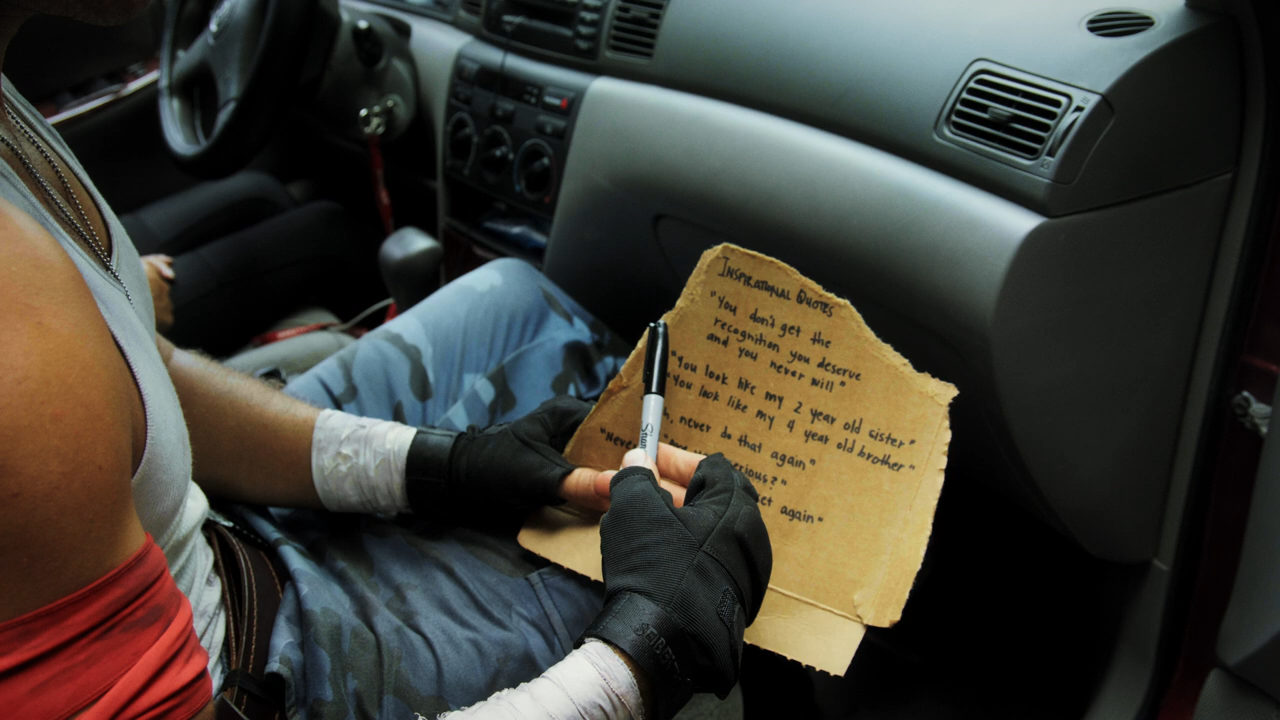 INSPIRATIONAL QUOTES
"You don't get the
recognition you deserve
and you never will"
"You look like my 2 year old sister"
"You look like my 4 year old brother"
never do that again"
"Never
again"